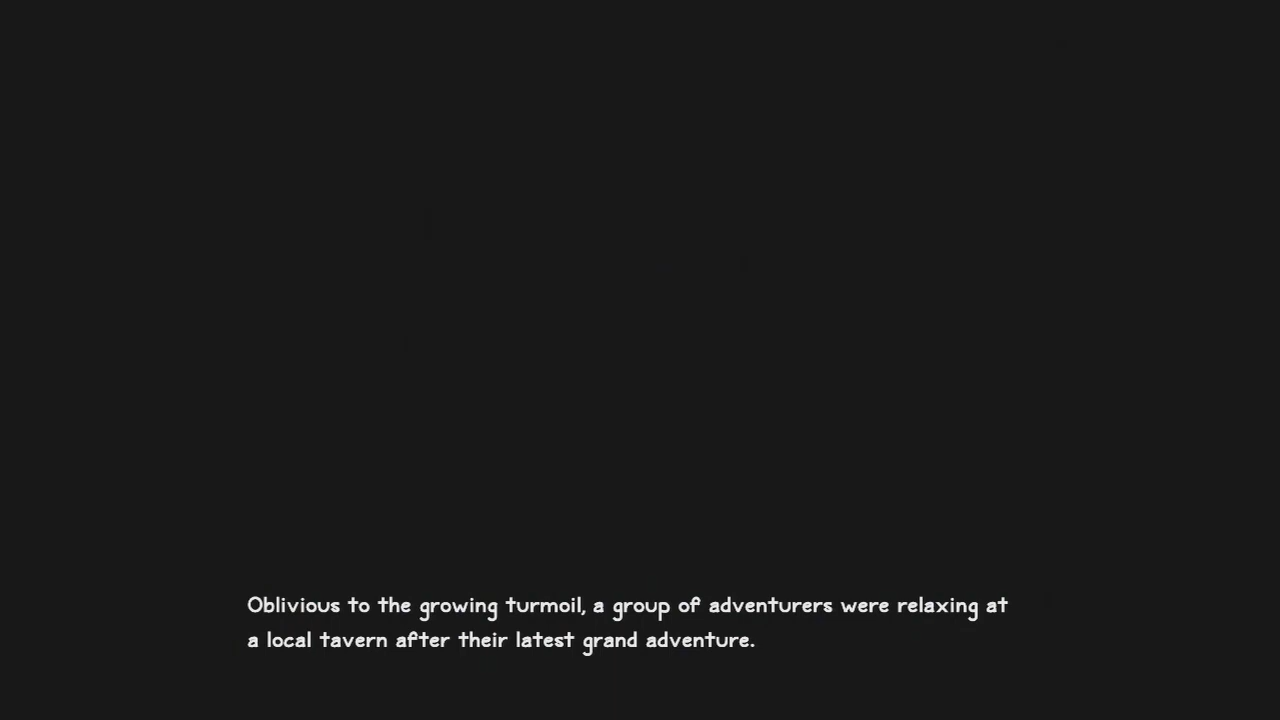 Oblivious to the growing turmoil, a group of adventurers were relaxing at
a local tavern after their latest grand adventure.